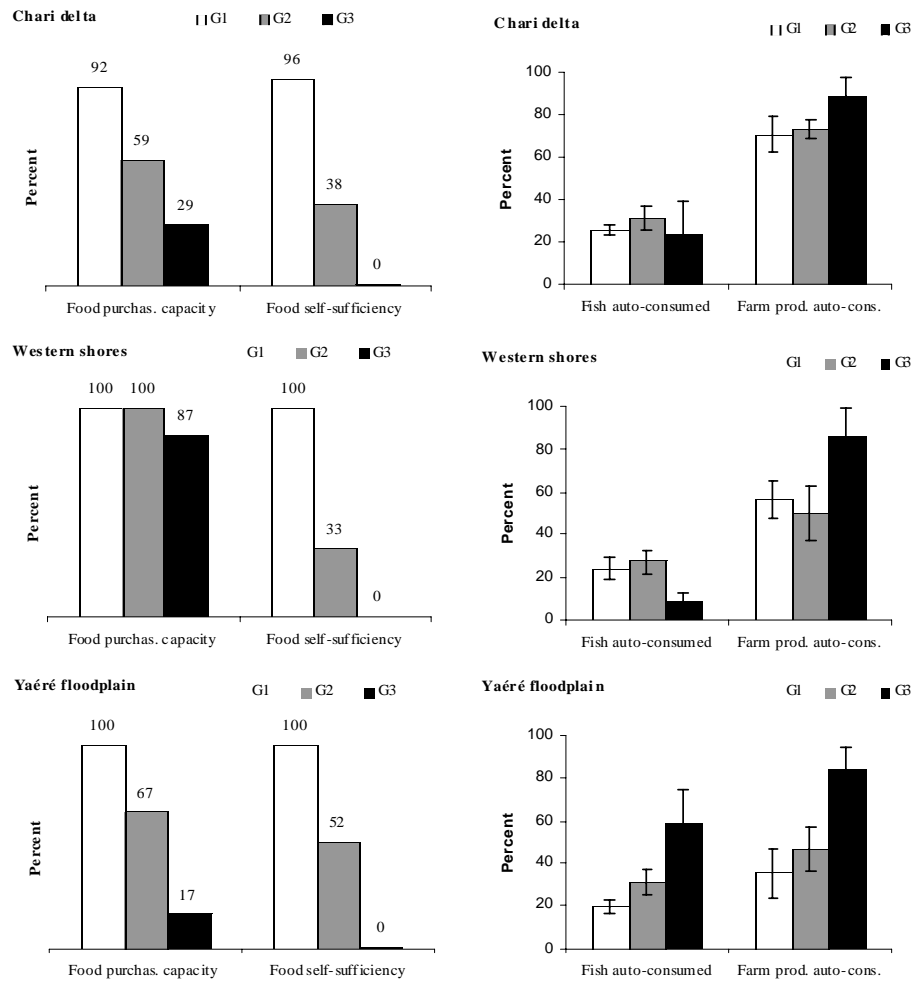 Chari delta
G1 G2 G3
92
59
29
96
38
0
Percent
Food purchas. capacity Food self-sufficiency
Chari delta
G1 G2 G3
100
80
60
40
20
0
Percent
Fish auto-consumed Farm prod. auto-cons.
Western shores
G1 G2 G3
100 100
87
100
33
0
Percent
Food purchas. capacity Food self-sufficiency
Western shores
G1 G2 G3
100
80
60
40
20
0
Percent
Fish auto-consumed Farm prod. auto-cons.
Yaéré floodplain
G1 G2 G3
100
67
17
100
52
0
Percent
Food purchas. capacity Food self-sufficiency
Yaéré floodplain
G1 G2 G3
100
80
60
40
20
0
Percent
Fish auto-consumed Farm prod. auto-cons.